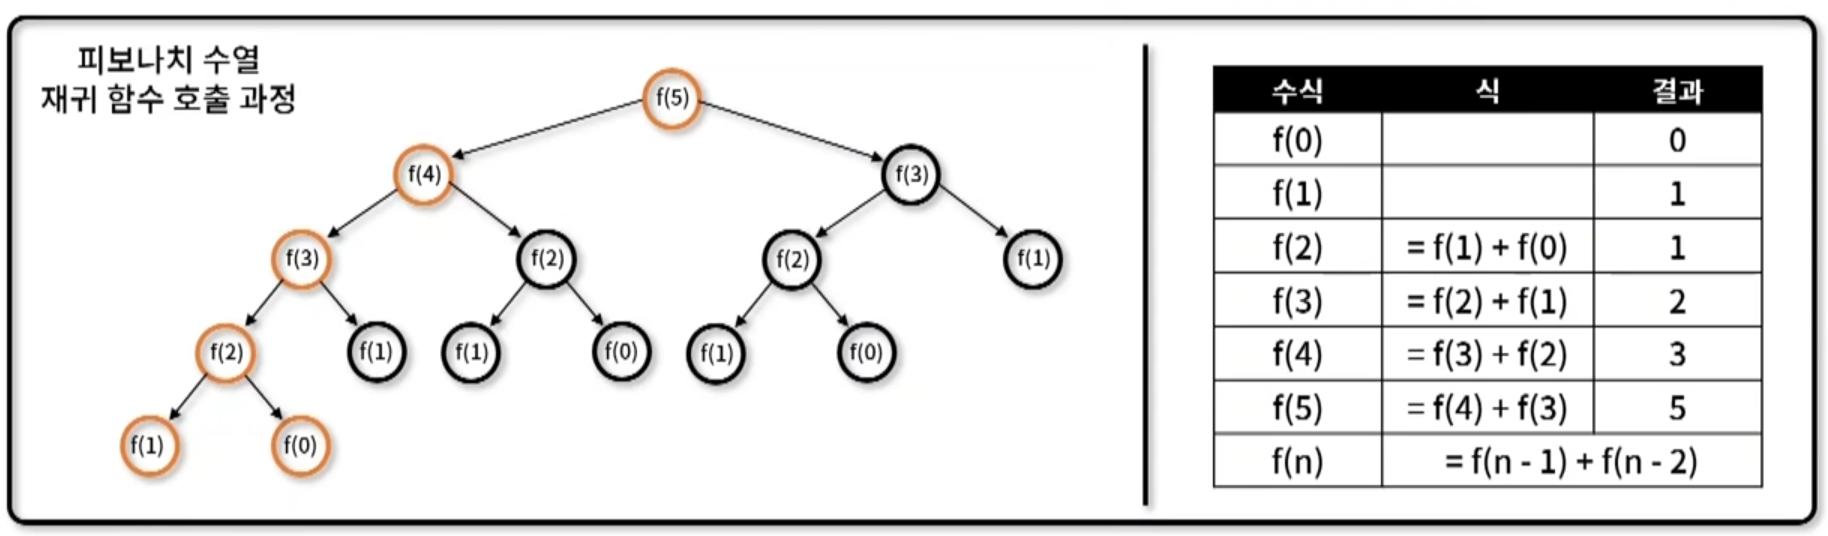 피보나치 수열
재귀 함수 호출 과정
f(5)
f(4) f(3)
f(3) f(2) f(2) f(1)
f(2) f(1) f(1) f(0) f(1) f(0)
f(1) f(0)
수식 식 결과
f(0) 0
f(1) 1
f(2) = f(1) + f(0) 1
f(3) = f(2) + f(1) 2
f(4) = f(3) + f(2) 3
f(5) = f(4) + f(3) 5
f(n) = f(n - 1) + f(n - 2)